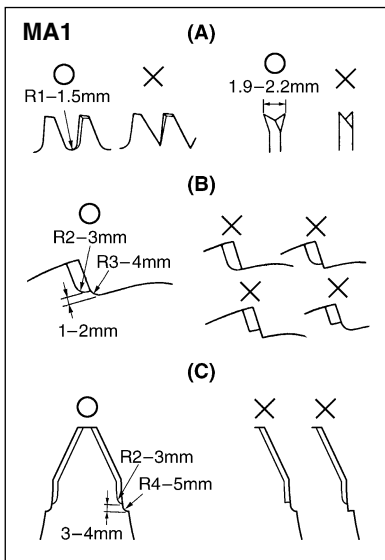 MA1
(A)
R1–1.5mm
1.9–2.2mm
(B)
R2–3mm
R3–4mm
1–2mm
(C)
R2–3mm
R4–5mm
3–4mm